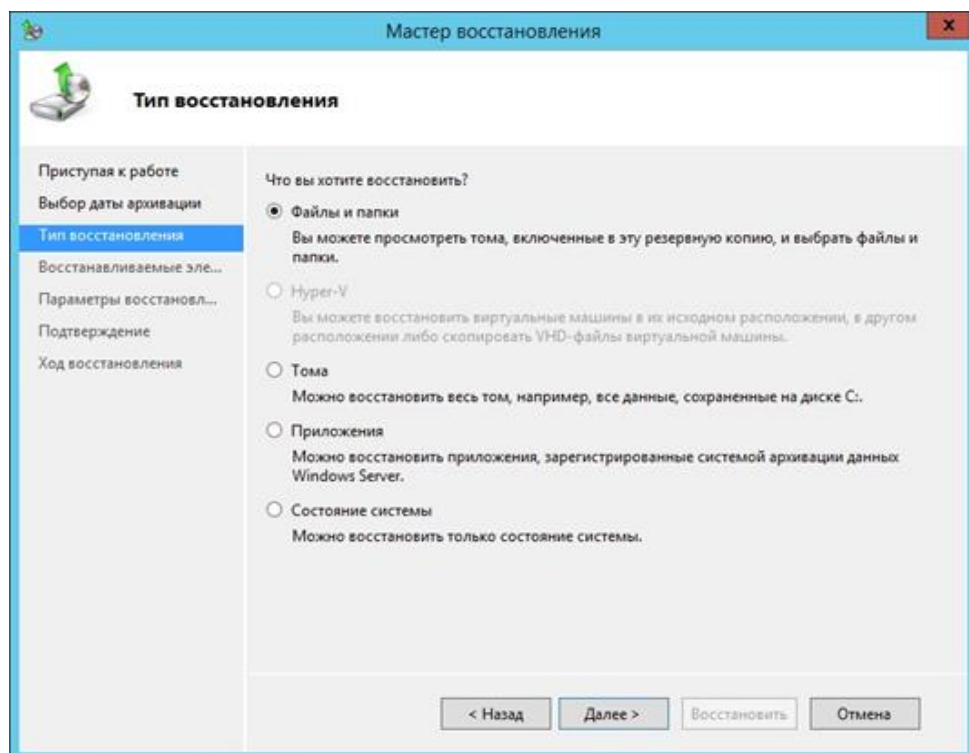 Мастер восстановления
x
Тип восстановления
Приступая к работе
Выбор даты архивации
Тип восстановления
Восстанавливаемые эле...
Параметры восстановл...
Подтверждение
Ход восстановления
Что вы хотите восстановить?
Файлы и папки
Вы можете просмотреть тома, включенные в эту резервную копию, и выбрать файлы и
папки.
Hyper-V
Вы можете восстановить виртуальные машины в их исходном расположении, в другом
расположении либо скопировать VHD-файлы виртуальной машины.
Тома
Можно восстановить весь том, например, все данные, сохраненные на диске C:.
Приложения
Можно восстановить приложения, зарегистрированные системой архивации данных
Windows Server.
Состояние системы
Можно восстановить только состояние системы.
< Назад
Далее >
Восстановить
Отмена